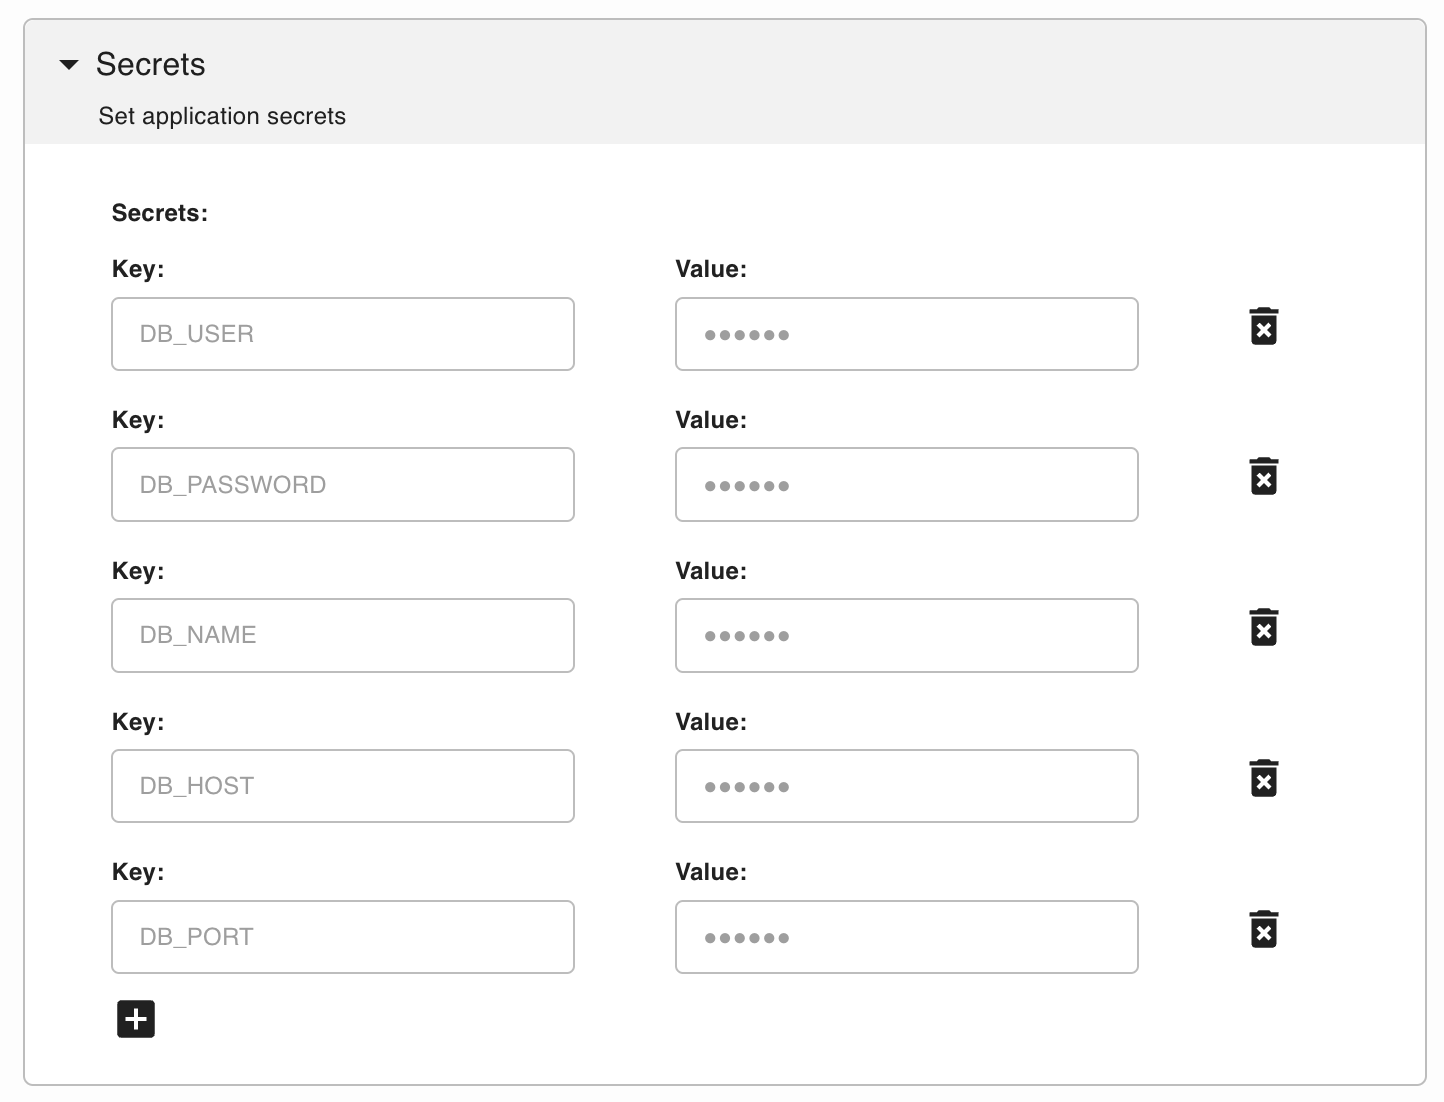 Secrets
Set application secrets
Secrets:
Key: Value:
DB_USER ••••••
Key: Value:
DB_PASSWORD ••••••
Key: Value:
DB_NAME ••••••
Key: Value:
DB_HOST ••••••
Key: Value:
DB_PORT ••••••